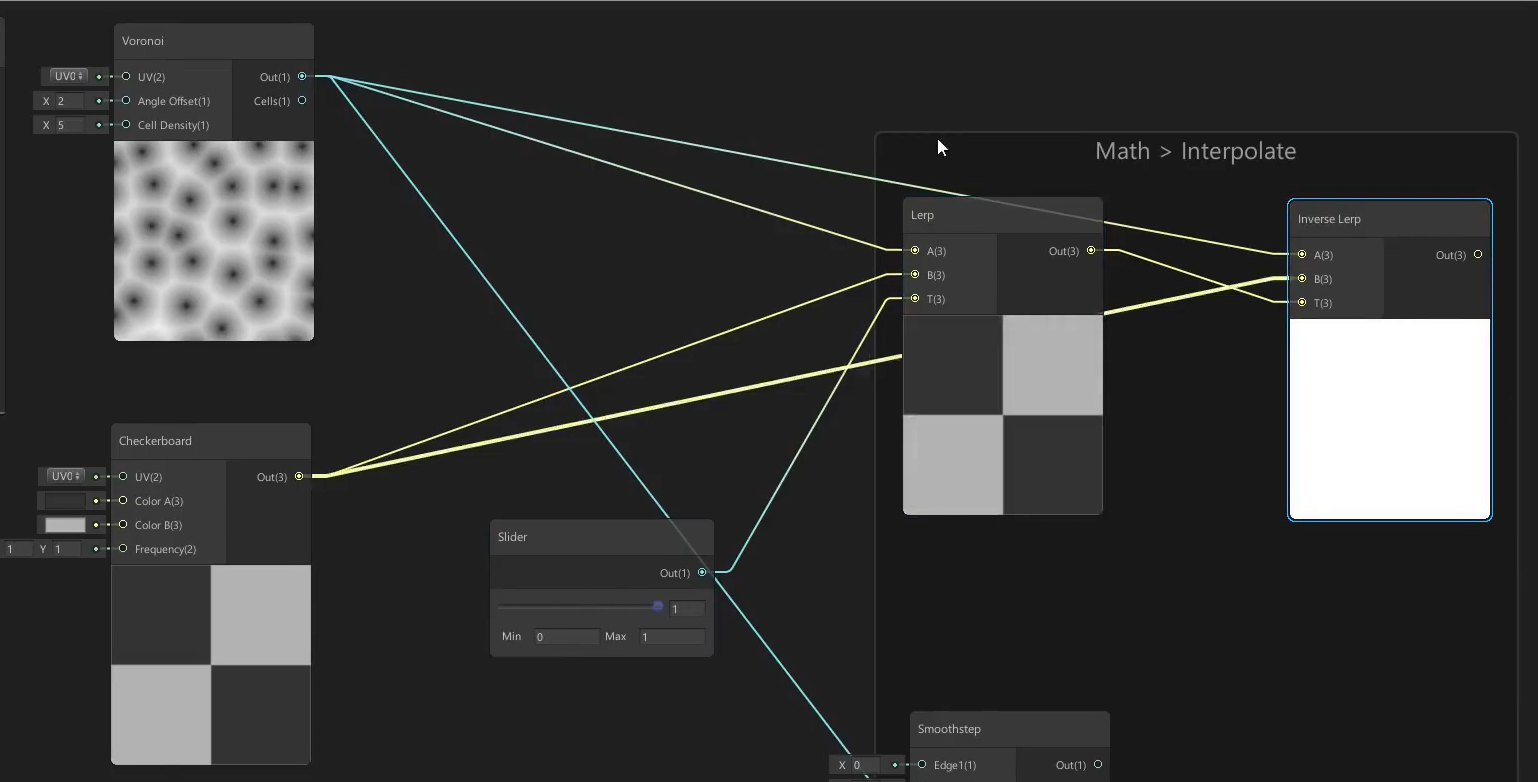 Voronoi
UV0 UV(2) Out(1)
X 2 Angle Offset(1) Cells(1)
X 5 Cell Density(1)
Math > Interpolate
Lerp
A(3) Out(3)
B(3)
T(3)
Inverse Lerp
A(3) Out(3)
B(3)
T(3)
Checkerboard
UV0 UV(2) Out(3)
Color A(3)
Color B(3)
1 Y 1 Frequency(2)
Slider
Out(1)
1
Min 0 Max 1
Smoothstep
X 0 Edge1(1) Out(1)